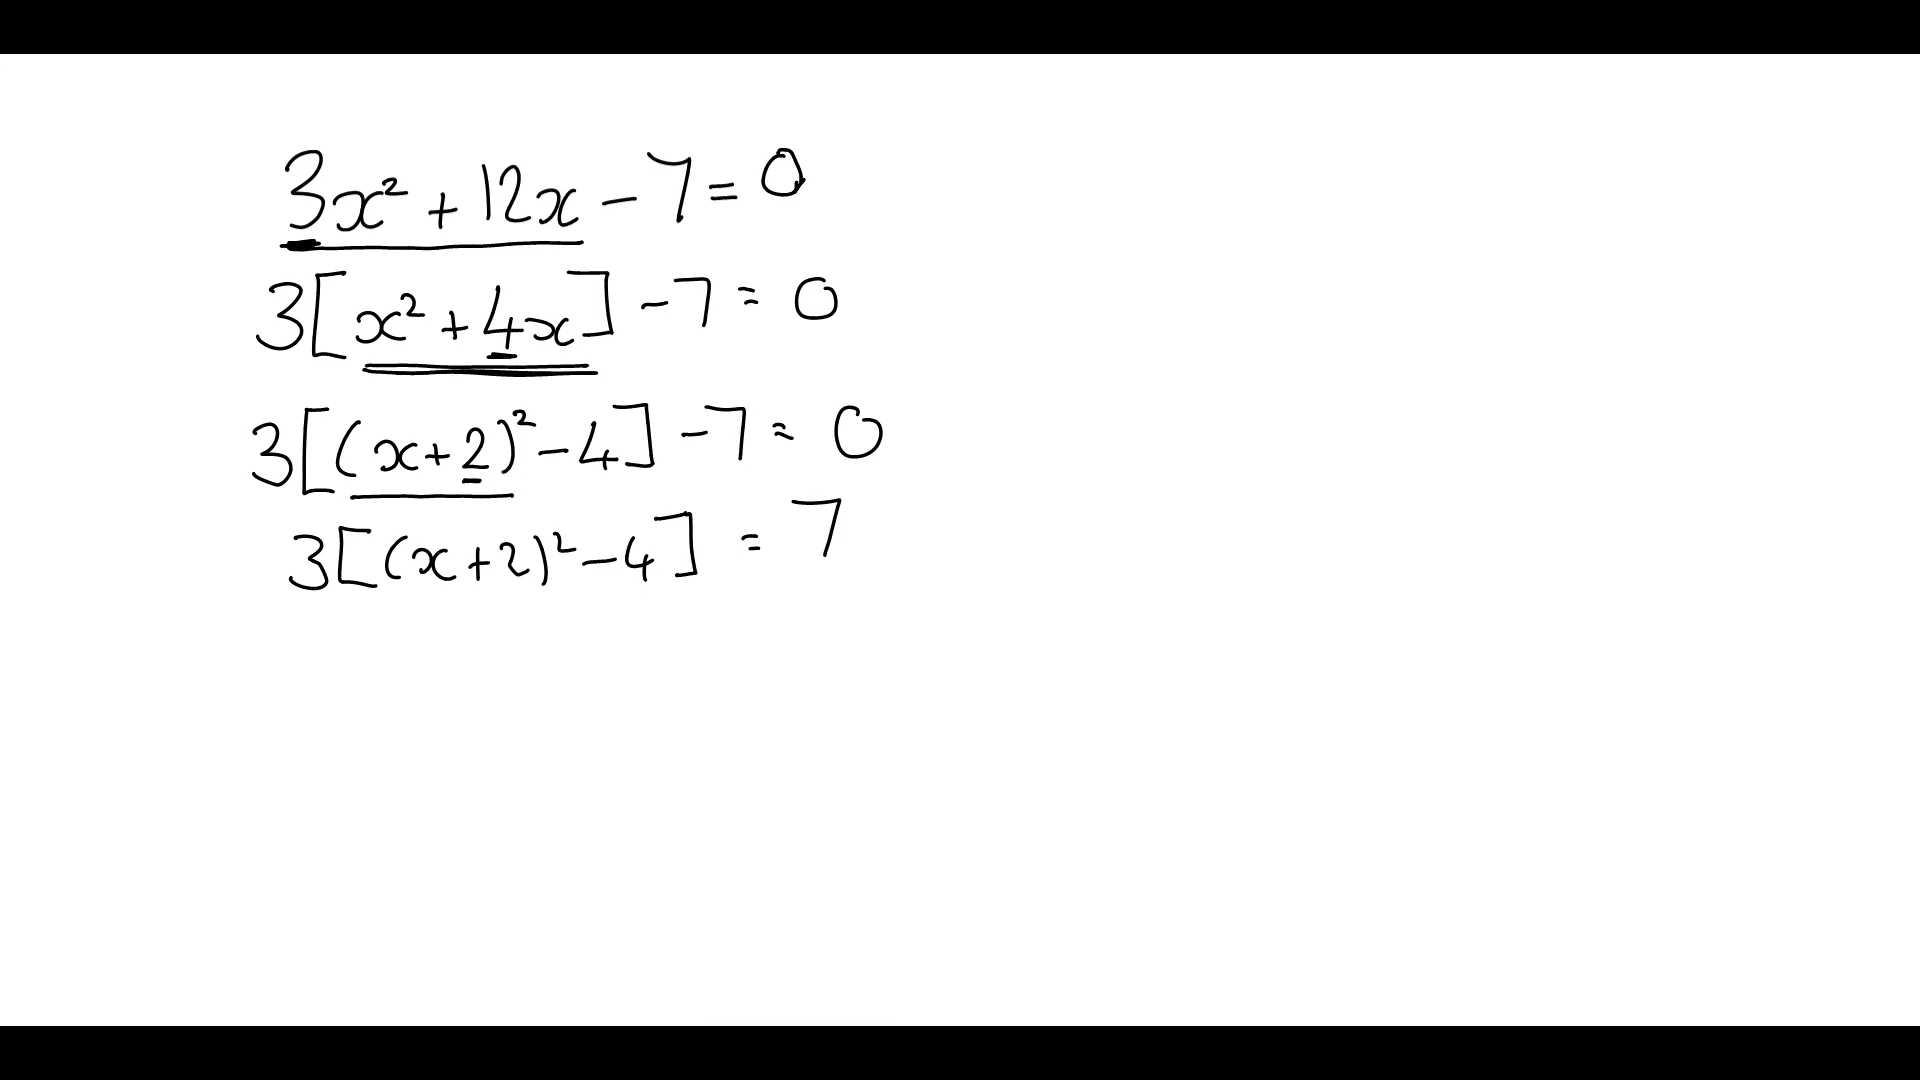 3x² + 12x - 7 = 0
3[x² + 4x] - 7 = 0
3[(x+2)² - 4] - 7 = 0
3[(x+2)² - 4] = 7